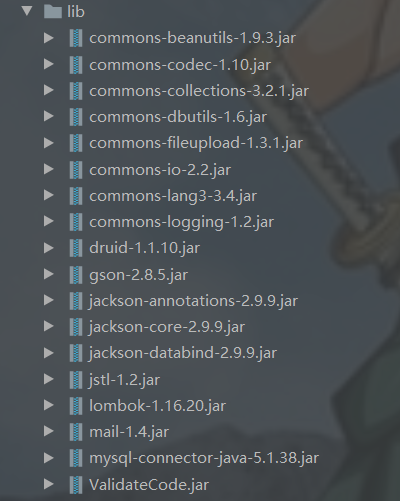 lib
commons-beanutils-1.9.3.jar
commons-codec-1.10.jar
commons-collections-3.2.1.jar
commons-dbutils-1.6.jar
commons-fileupload-1.3.1.jar
commons-io-2.2.jar
commons-lang3-3.4.jar
commons-logging-1.2.jar
druid-1.1.10.jar
gson-2.8.5.jar
jackson-annotations-2.9.9.jar
jackson-core-2.9.9.jar
jackson-databind-2.9.9.jar
jstl-1.2.jar
lombok-1.16.20.jar
mail-1.4.jar
mysql-connector-java-5.1.38.jar
ValidateCode.jar